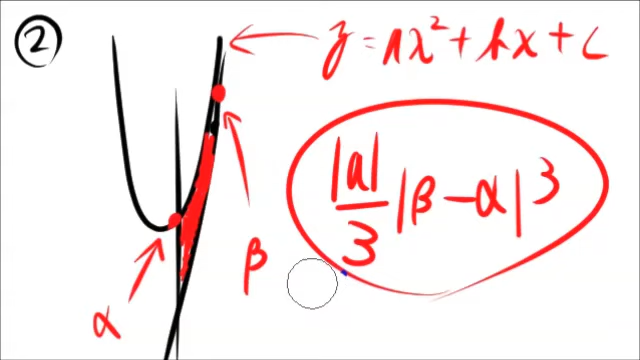 ②
y=ax²+bx+c
|a|/3 |β-α|³
β
α